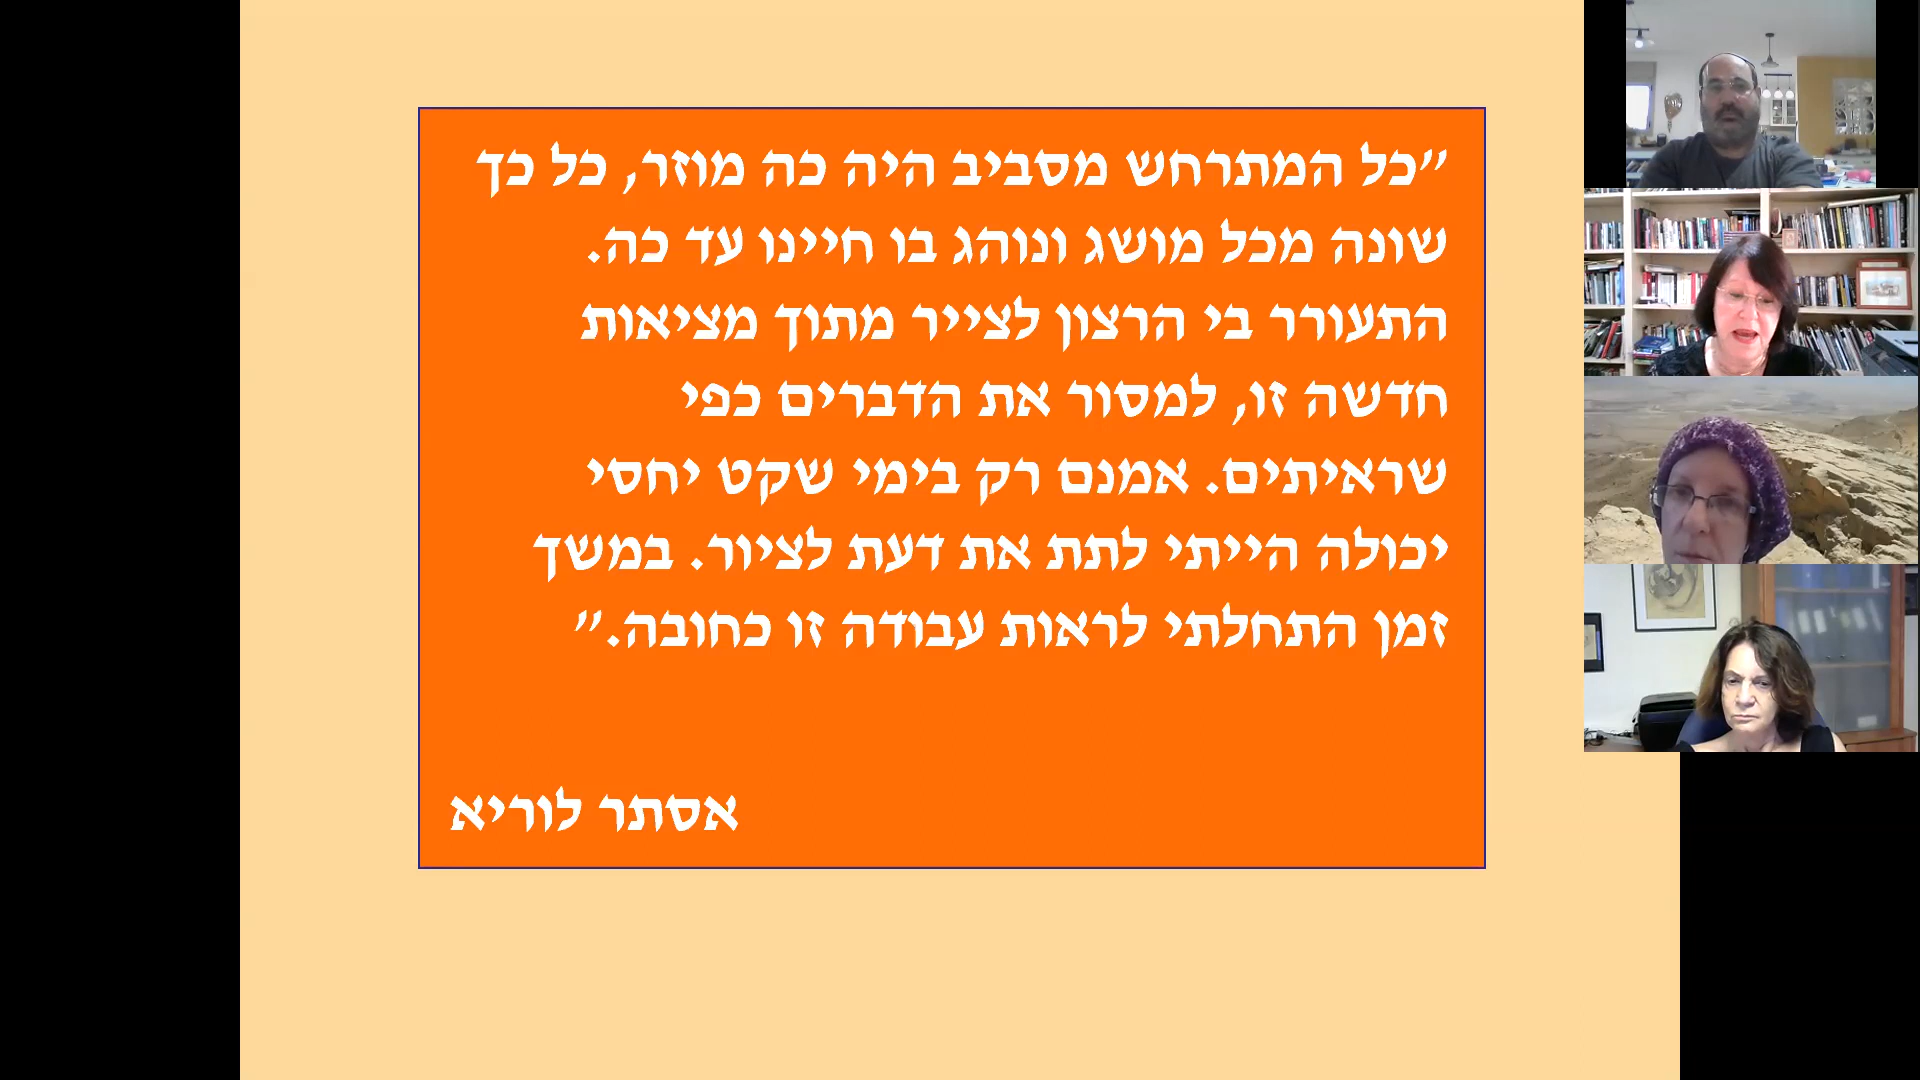 ״כל המתרחש מסביב היה כה מוזר, כל כך
שונה מכל מושג ונוהג בו חיינו עד כה.
התעורר בי הרצון לצייר מתוך מציאות
חדשה זו, למסור את הדברים כפי
שראיתים. אמנם רק בימי שקט יחסי
יכולה הייתי לתת את דעת לציור. במשך
זמן התחלתי לראות עבודה זו כחובה.״
אסתר לוריא